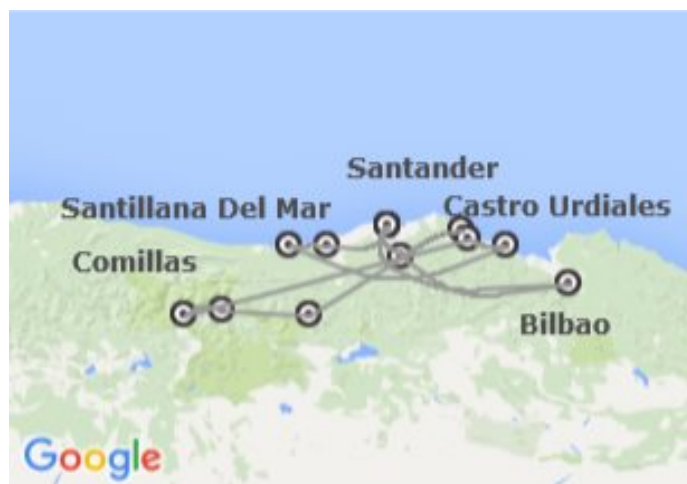 Santander
Santillana Del Mar
Castro Urdiales
Comillas
Bilbao
Google